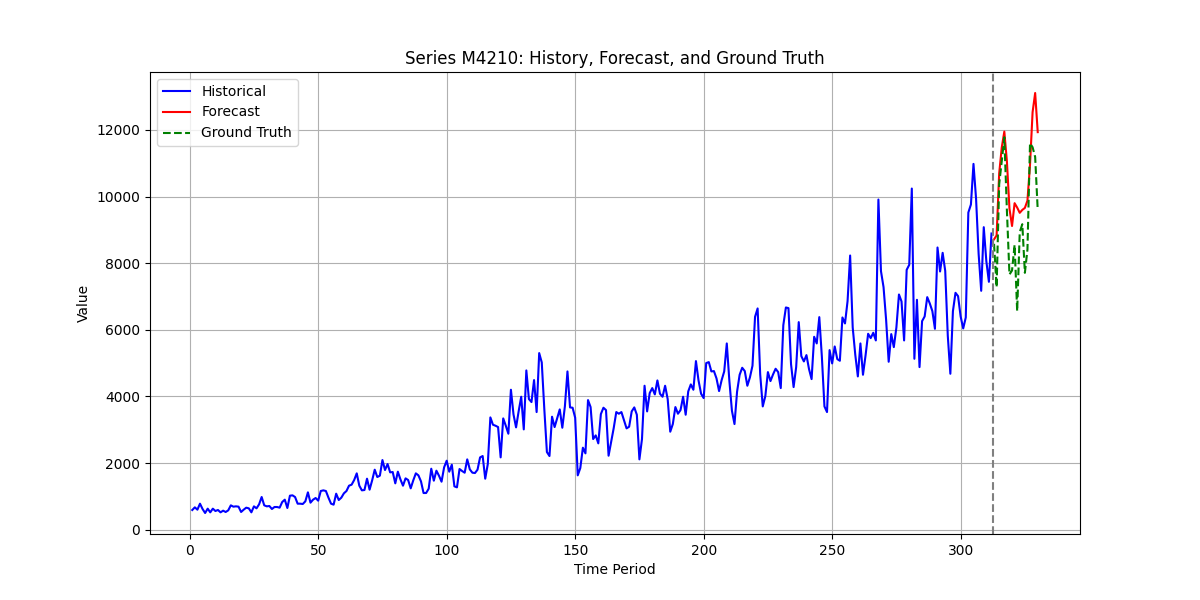 Series M4210: History, Forecast, and Ground Truth
Historical
Forecast
Ground Truth
12000
10000
8000
6000
4000
2000
0
Value
0 50 100 150 200 250 300
Time Period